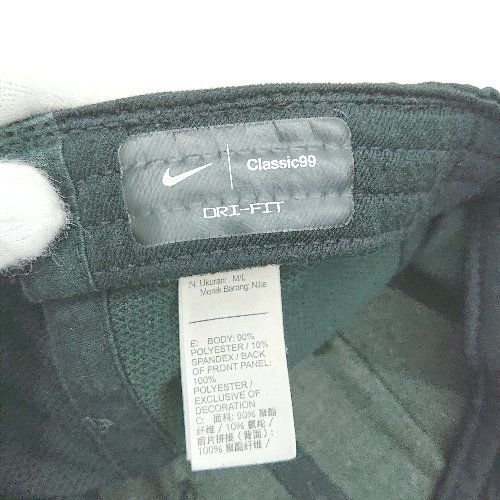 Classic99
DRI-FIT
N: Ukuran: M/L
Merek Barang: Nike
E: BODY: 90%
POLYESTER / 10%
SPANDEX / BACK
OF FRONT PANEL:
100%
POLYESTER /
EXCLUSIVE OF
DECORATION
C: 面料: 90% 聚酯
纤维 / 10% 氨纶 /
前片拼接（背面）:
100% 聚酯纤维 /